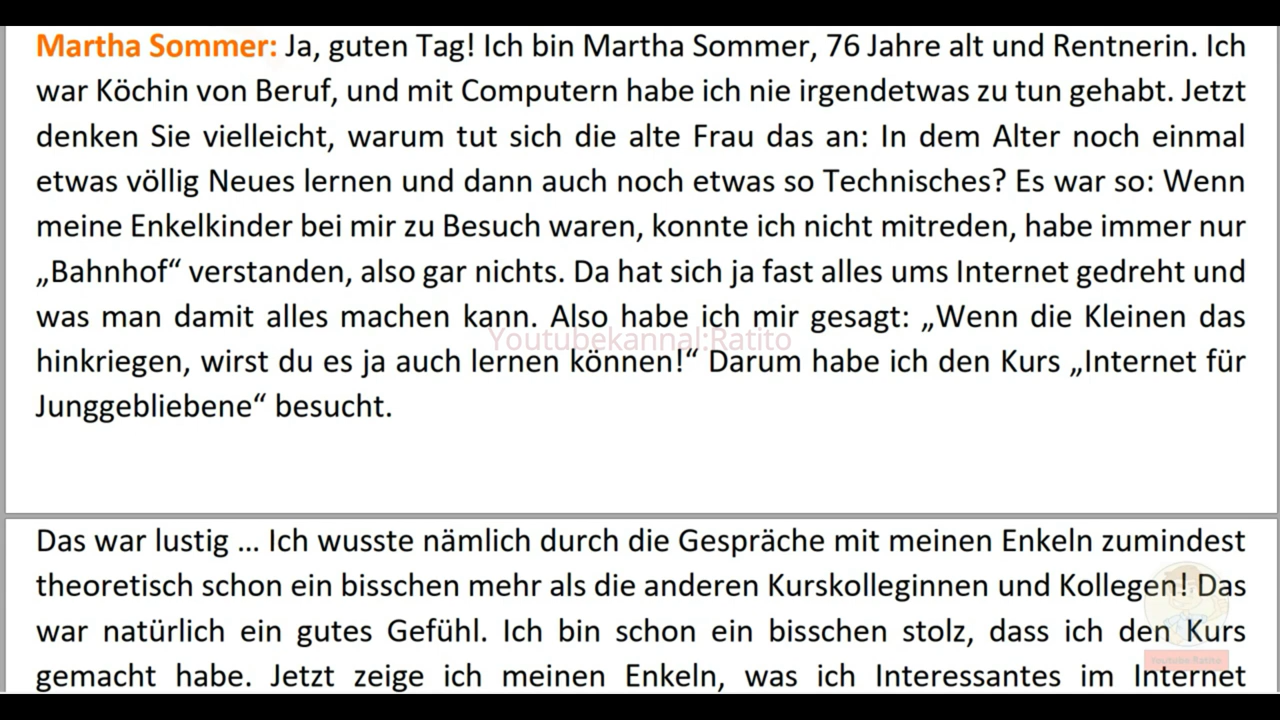 Martha Sommer: Ja, guten Tag! Ich bin Martha Sommer, 76 Jahre alt und Rentnerin. Ich
war Köchin von Beruf, und mit Computern habe ich nie irgendetwas zu tun gehabt. Jetzt
denken Sie vielleicht, warum tut sich die alte Frau das an: In dem Alter noch einmal
etwas völlig Neues lernen und dann auch noch etwas so Technisches? Es war so: Wenn
meine Enkelkinder bei mir zu Besuch waren, konnte ich nicht mitreden, habe immer nur
„Bahnhof“ verstanden, also gar nichts. Da hat sich ja fast alles ums Internet gedreht und
was man damit alles machen kann. Also habe ich mir gesagt: „Wenn die Kleinen das
Youtubekannal:Ratito
hinkriegen, wirst du es ja auch lernen können!“ Darum habe ich den Kurs „Internet für
Junggebliebene“ besucht.
Das war lustig ... Ich wusste nämlich durch die Gespräche mit meinen Enkeln zumindest
theoretisch schon ein bisschen mehr als die anderen Kurskolleginnen und Kollegen! Das
war natürlich ein gutes Gefühl. Ich bin schon ein bisschen stolz, dass ich den Kurs
Youtube:Ratito
gemacht habe. Jetzt zeige ich meinen Enkeln, was ich Interessantes im Internet